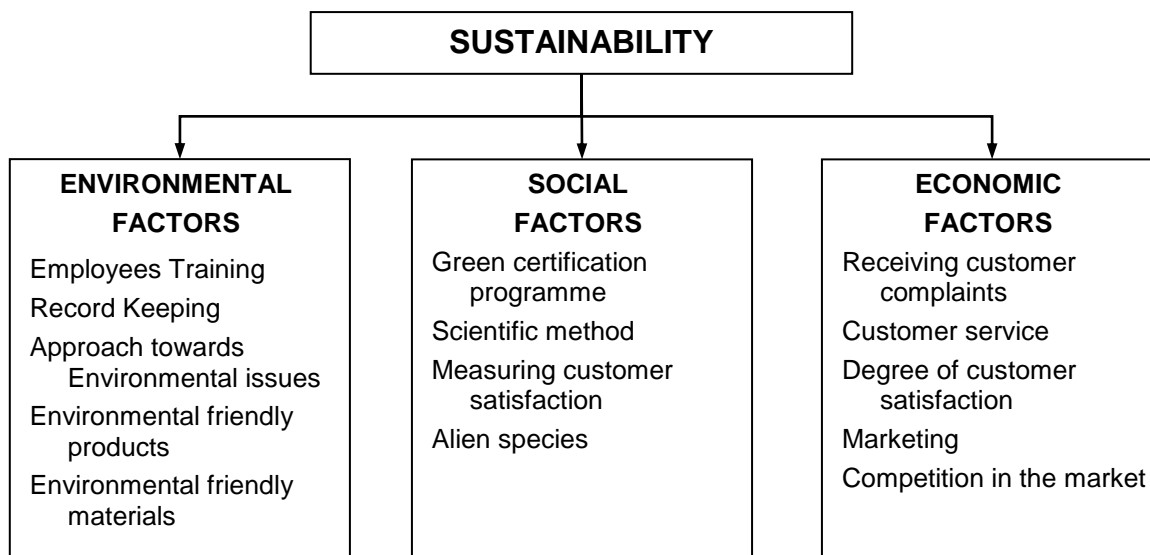 SUSTAINABILITY
ENVIRONMENTAL
FACTORS
Employees Training
Record Keeping
Approach towards
Environmental issues
Environmental friendly
products
Environmental friendly
materials
SOCIAL
FACTORS
Green certification
programme
Scientific method
Measuring customer
satisfaction
Alien species
ECONOMIC
FACTORS
Receiving customer
complaints
Customer service
Degree of customer
satisfaction
Marketing
Competition in the market